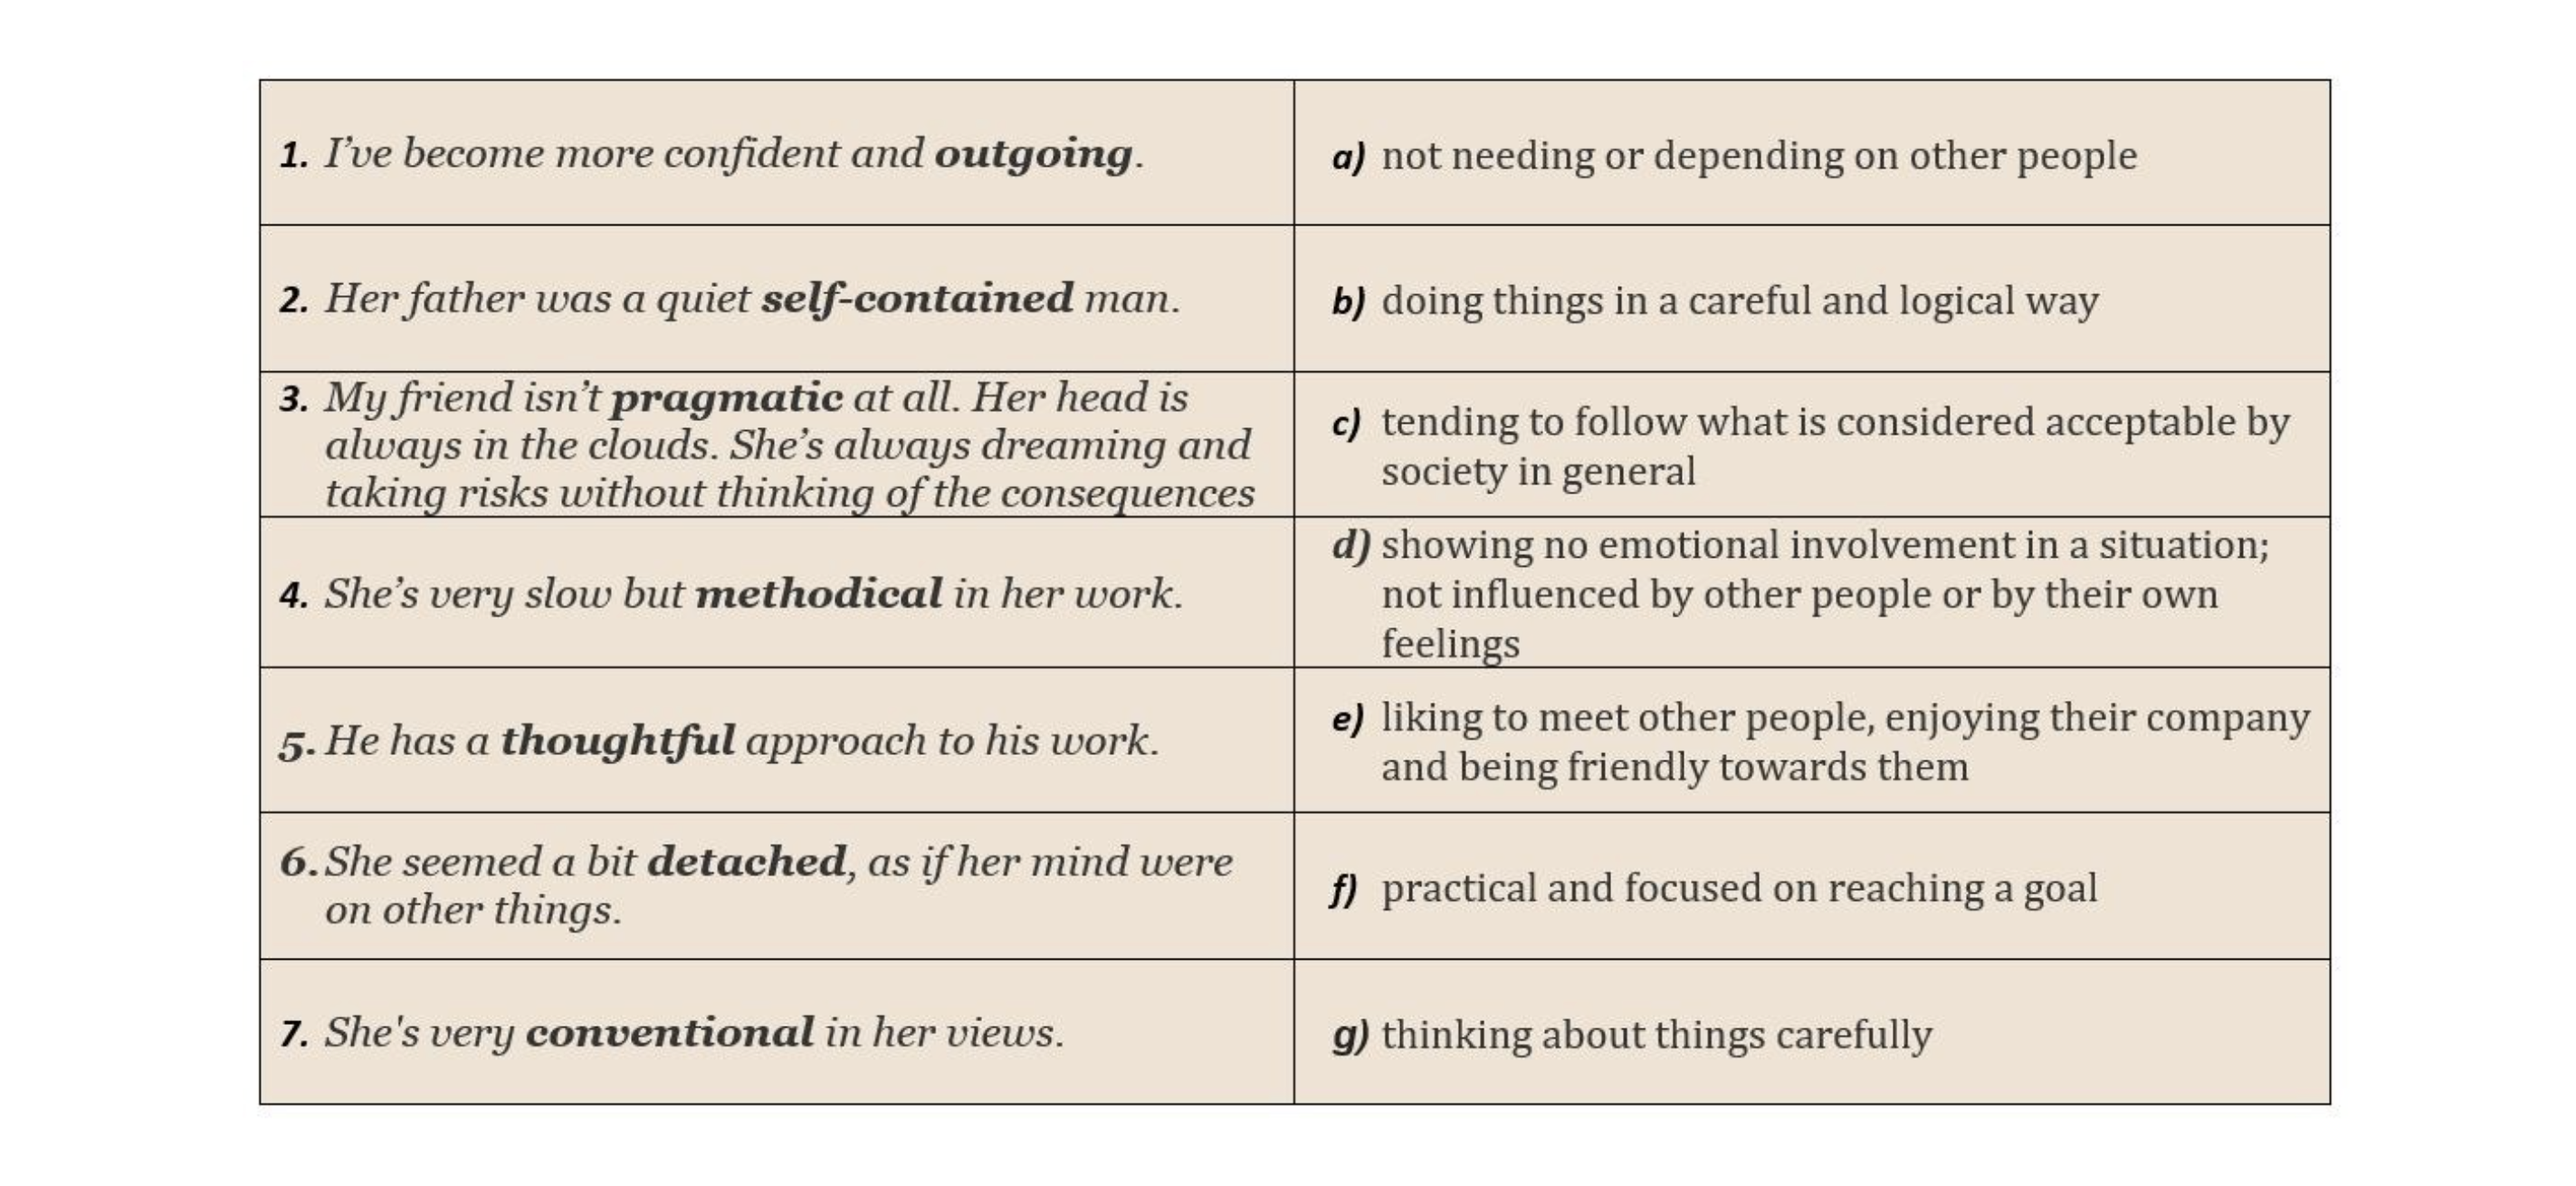 1. I’ve become more confident and outgoing.
a) not needing or depending on other people
2. Her father was a quiet self-contained man.
b) doing things in a careful and logical way
3. My friend isn’t pragmatic at all. Her head is
always in the clouds. She’s always dreaming and
taking risks without thinking of the consequences
c) tending to follow what is considered acceptable by
society in general
4. She’s very slow but methodical in her work.
d) showing no emotional involvement in a situation;
not influenced by other people or by their own
feelings
5. He has a thoughtful approach to his work.
e) liking to meet other people, enjoying their company
and being friendly towards them
6. She seemed a bit detached, as if her mind were
on other things.
f) practical and focused on reaching a goal
7. She's very conventional in her views.
g) thinking about things carefully